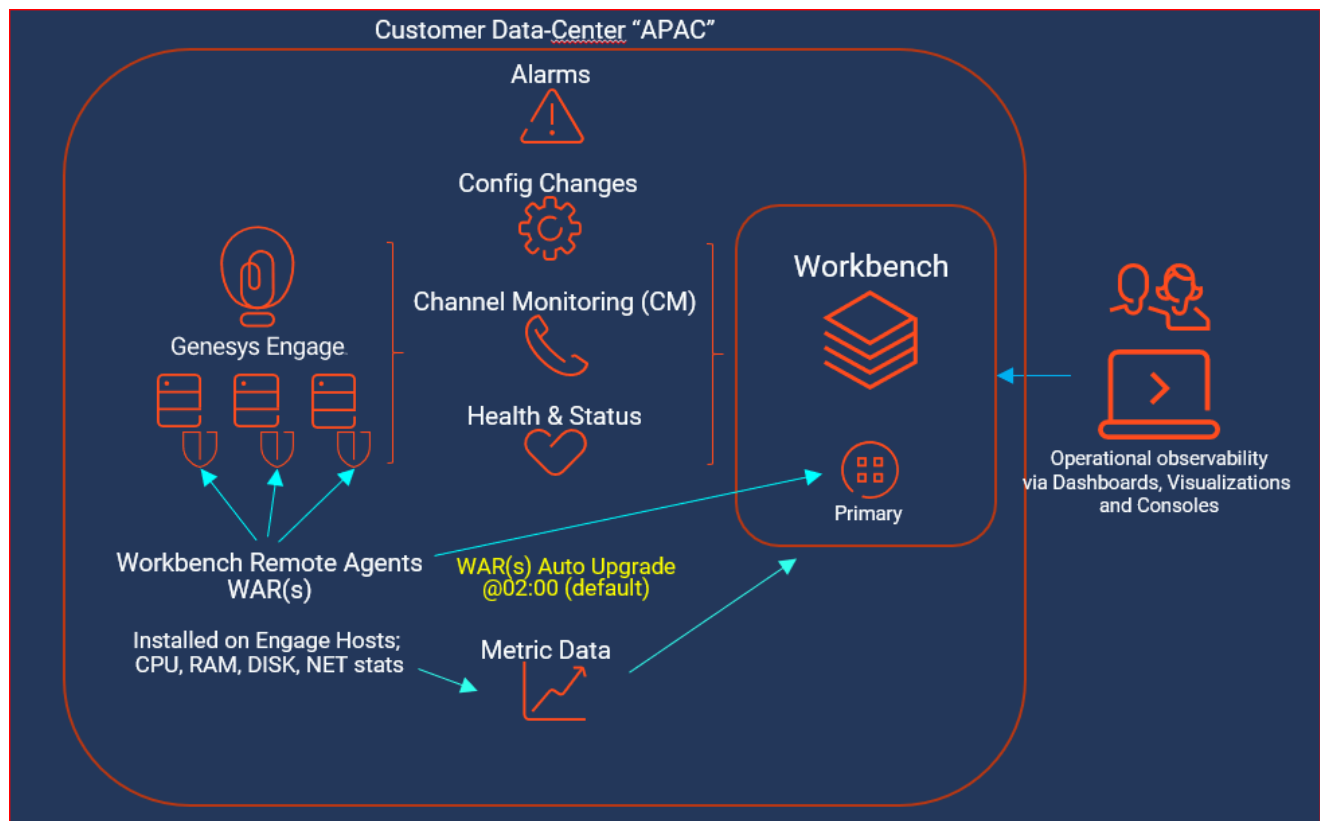 Customer Data-Center “APAC”
Alarms
Config Changes
Channel Monitoring (CM)
Health & Status
Genesys Engage
Workbench
Primary
Operational observability
via Dashboards, Visualizations
and Consoles
Workbench Remote Agents
WAR(s)
WAR(s) Auto Upgrade
@02:00 (default)
Installed on Engage Hosts;
CPU, RAM, DISK, NET stats
Metric Data